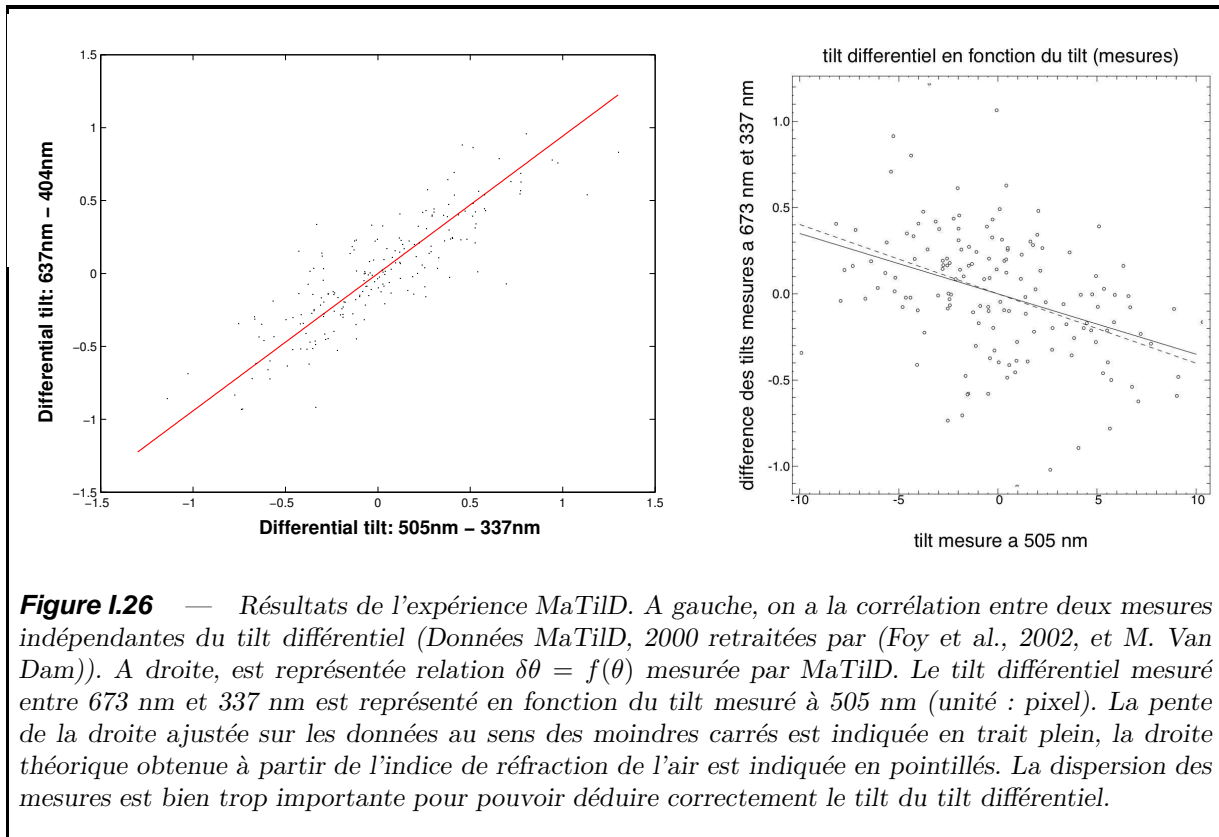 1.5
1
0.5
0
−0.5
−1
−1.5
−1.5 −1 −0.5 0 0.5 1 1.5
Differential tilt: 637nm − 404nm
Differential tilt: 505nm − 337nm
tilt differentiel en fonction du tilt (mesures)
difference des tilts mesures a 673 nm et 337 nm
1.0
0.5
0.0
-0.5
-1.0
-10 -5 0 5 10
tilt mesure a 505 nm
Figure I.26 — Résultats de l'expérience MaTilD. A gauche, on a la corrélation entre deux mesures
indépendantes du tilt différentiel (Données MaTilD, 2000 retraitées par (Foy et al., 2002, et M. Van
Dam)). A droite, est représentée relation δθ = f(θ) mesurée par MaTilD. Le tilt différentiel mesuré
entre 673 nm et 337 nm est représenté en fonction du tilt mesuré à 505 nm (unité : pixel). La pente
de la droite ajustée sur les données au sens des moindres carrés est indiquée en trait plein, la droite
théorique obtenue à partir de l'indice de réfraction de l'air est indiquée en pointillés. La dispersion des
mesures est bien trop importante pour pouvoir déduire correctement le tilt du tilt différentiel.